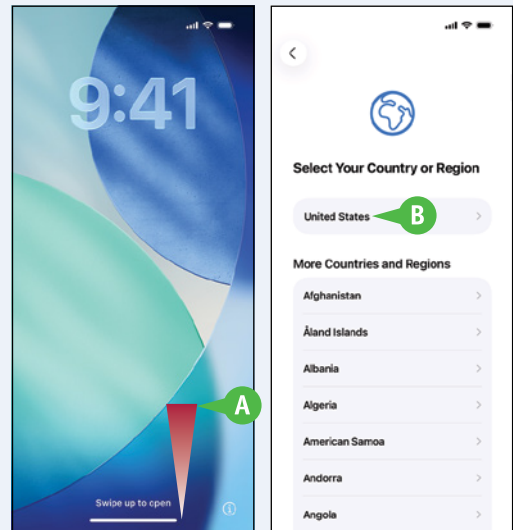 9:41
A
Swipe up to open
Select Your Country or Region
United States
B
More Countries and Regions
Afghanistan
Åland Islands
Albania
Algeria
American Samoa
Andorra
Angola